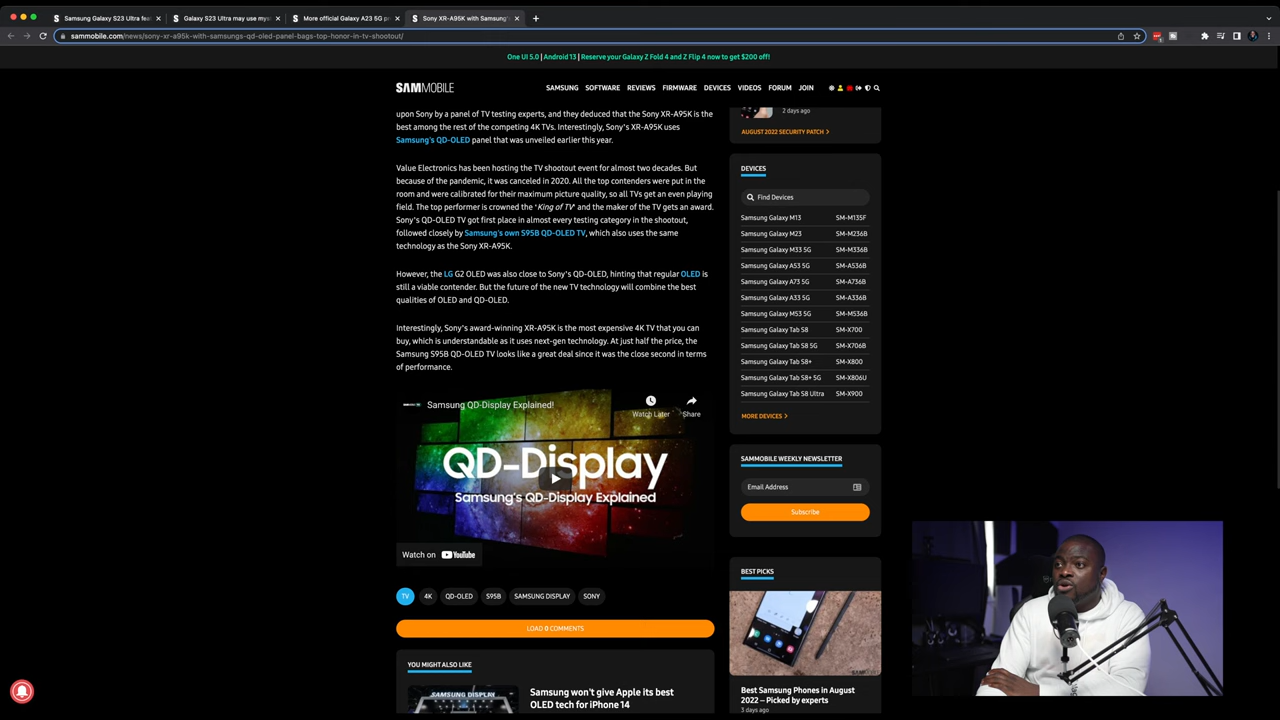 Samsung Galaxy S23 Ultra fea
Galaxy S23 Ultra may use mys
More official Galaxy A23 5G p
Sony XR-A95K with Samsung'
sammobile.com/news/sony-xr-a95k-with-samsungs-qd-oled-panel-bags-top-honor-in-tv-shootout/
One UI 5.0 | Android 13 | Reserve your Galaxy Z Fold 4 and Z Flip 4 now to get $200 off!
SAMMOBILE
SAMSUNG SOFTWARE REVIEWS FIRMWARE DEVICES VIDEOS FORUM JOIN
upon Sony by a panel of TV testing experts, and they deduced that the Sony XR-A95K is the
best among the rest of the competing 4K TVs. Interestingly, Sony's XR-A95K uses
Samsung's QD-OLED panel that was unveiled earlier this year.
Value Electronics has been hosting the TV shootout event for almost two decades. But
because of the pandemic, it was canceled in 2020. All the top contenders were put in the
room and were calibrated for their maximum picture quality, so all TVs get an even playing
field. The top performer is crowned the 'King of TV' and the maker of the TV gets an award.
Sony's QD-OLED TV got first place in almost every testing category in the shootout,
followed closely by Samsung's own S95B QD-OLED TV, which also uses the same
technology as the Sony XR-A95K.
However, the LG G2 OLED was also close to Sony's QD-OLED, hinting that regular OLED is
still a viable contender. But the future of the new TV technology will combine the best
qualities of OLED and QD-OLED.
Interestingly, Sony's award-winning XR-A95K is the most expensive 4K TV that you can
buy, which is understandable as it uses next-gen technology. At just half the price, the
Samsung S95B QD-OLED TV looks like a great deal since it was the close second in terms
of performance.
Samsung QD-Display Explained!
Watch Later
Share
QD-Display
Samsung's QD-Display Explained
Watch on YouTube
TV 4K QD-OLED S95B SAMSUNG DISPLAY SONY
LOAD 0 COMMENTS
YOU MIGHT ALSO LIKE
SAMSUNG DISPLAY
Samsung won't give Apple its best
OLED tech for iPhone 14
2 days ago
AUGUST 2022 SECURITY PATCH
DEVICES
Find Devices
Samsung Galaxy M13 SM-M135F
Samsung Galaxy M23 SM-M236B
Samsung Galaxy M33 5G SM-M336B
Samsung Galaxy A53 5G SM-A536B
Samsung Galaxy A73 5G SM-A736B
Samsung Galaxy A33 5G SM-A336B
Samsung Galaxy M53 5G SM-M536B
Samsung Galaxy Tab S8 SM-X700
Samsung Galaxy Tab S8 5G SM-X706B
Samsung Galaxy Tab S8+ SM-X800
Samsung Galaxy Tab S8+ 5G SM-X806U
Samsung Galaxy Tab S8 Ultra SM-X900
MORE DEVICES
SAMMOBILE WEEKLY NEWSLETTER
Email Address
Subscribe
BEST PICKS
Best Samsung Phones in August
2022 – Picked by experts
3 days ago